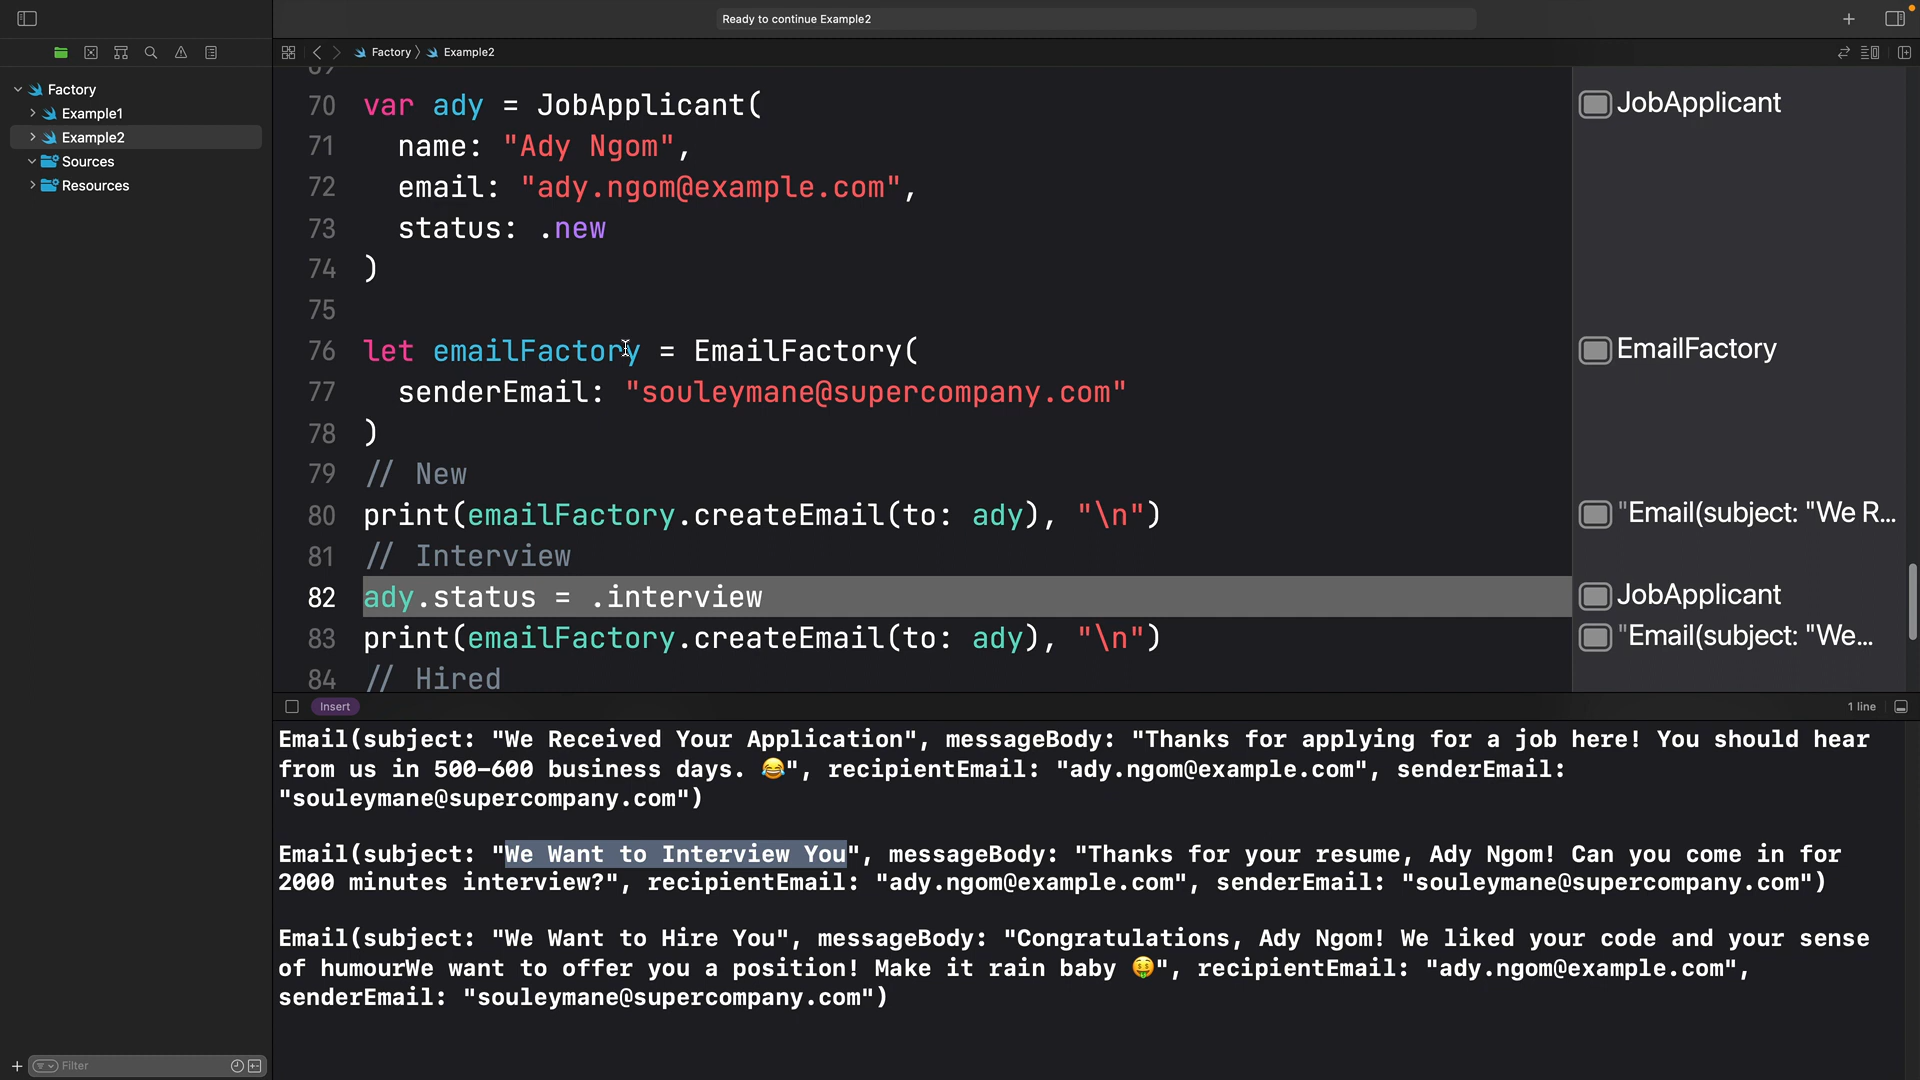 Ready to continue Example2
Factory
Example2
Factory
Example1
Example2
Sources
Resources
70 var ady = JobApplicant(
JobApplicant
71 name: "Ady Ngom",
72 email: "ady.ngom@example.com",
73 status: .new
74 )
75
76 let emailFactory = EmailFactory(
EmailFactory
77 senderEmail: "souleymane@supercompany.com"
78 )
79 // New
80 print(emailFactory.createEmail(to: ady), "\n")
"Email(subject: "We R...
81 // Interview
82 ady.status = .interview
JobApplicant
83 print(emailFactory.createEmail(to: ady), "\n")
"Email(subject: "We...
84 // Hired
Insert
1 line
Email(subject: "We Received Your Application", messageBody: "Thanks for applying for a job here! You should hear
from us in 500-600 business days. 😂", recipientEmail: "ady.ngom@example.com", senderEmail:
"souleymane@supercompany.com")
Email(subject: "We Want to Interview You", messageBody: "Thanks for your resume, Ady Ngom! Can you come in for
2000 minutes interview?", recipientEmail: "ady.ngom@example.com", senderEmail: "souleymane@supercompany.com")
Email(subject: "We Want to Hire You", messageBody: "Congratulations, Ady Ngom! We liked your code and your sense
of humourWe want to offer you a position! Make it rain baby 🤑", recipientEmail: "ady.ngom@example.com",
senderEmail: "souleymane@supercompany.com")
Filter